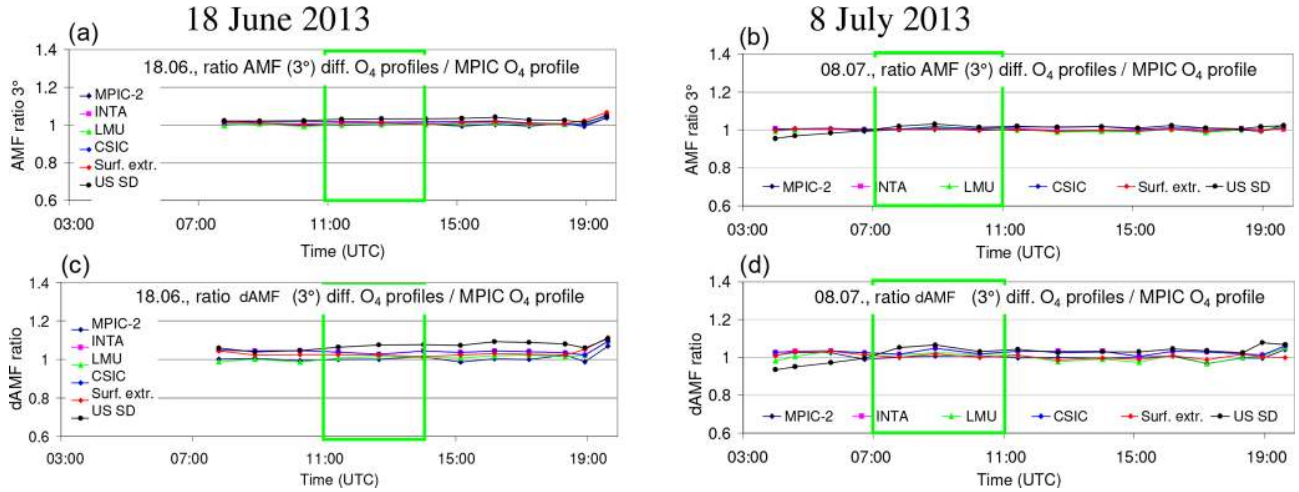 18 June 2013
8 July 2013
(a)
1.4
18.06., ratio AMF (3°) diff. O₄ profiles / MPIC O₄ profile
1.2
1
0.8
0.6
AMF ratio 3°
MPIC-2
INTA
LMU
CSIC
Surf. extr.
US SD
03:00 07:00 11:00 15:00 19:00
Time (UTC)
(b)
1.4
08.07., ratio AMF (3°) diff. O₄ profiles / MPIC O₄ profile
1.2
1
0.8
0.6
AMF ratio 3°
MPIC-2 NTA LMU CSIC Surf. extr. US SD
03:00 07:00 11:00 15:00 19:00
Time (UTC)
(c)
1.4
18.06., ratio dAMF (3°) diff. O₄ profiles / MPIC O₄ profile
1.2
1
0.8
0.6
dAMF ratio
MPIC-2
INTA
LMU
CSIC
Surf. extr.
US SD
03:00 07:00 11:00 15:00 19:00
Time (UTC)
(d)
1.4
08.07., ratio dAMF (3°) diff. O₄ profiles / MPIC O₄ profile
1.2
1
0.8
0.6
dAMF ratio
MPIC-2 INTA LMU CSIC Surf. extr. US SD
03:00 07:00 11:00 15:00 19:00
Time (UTC)